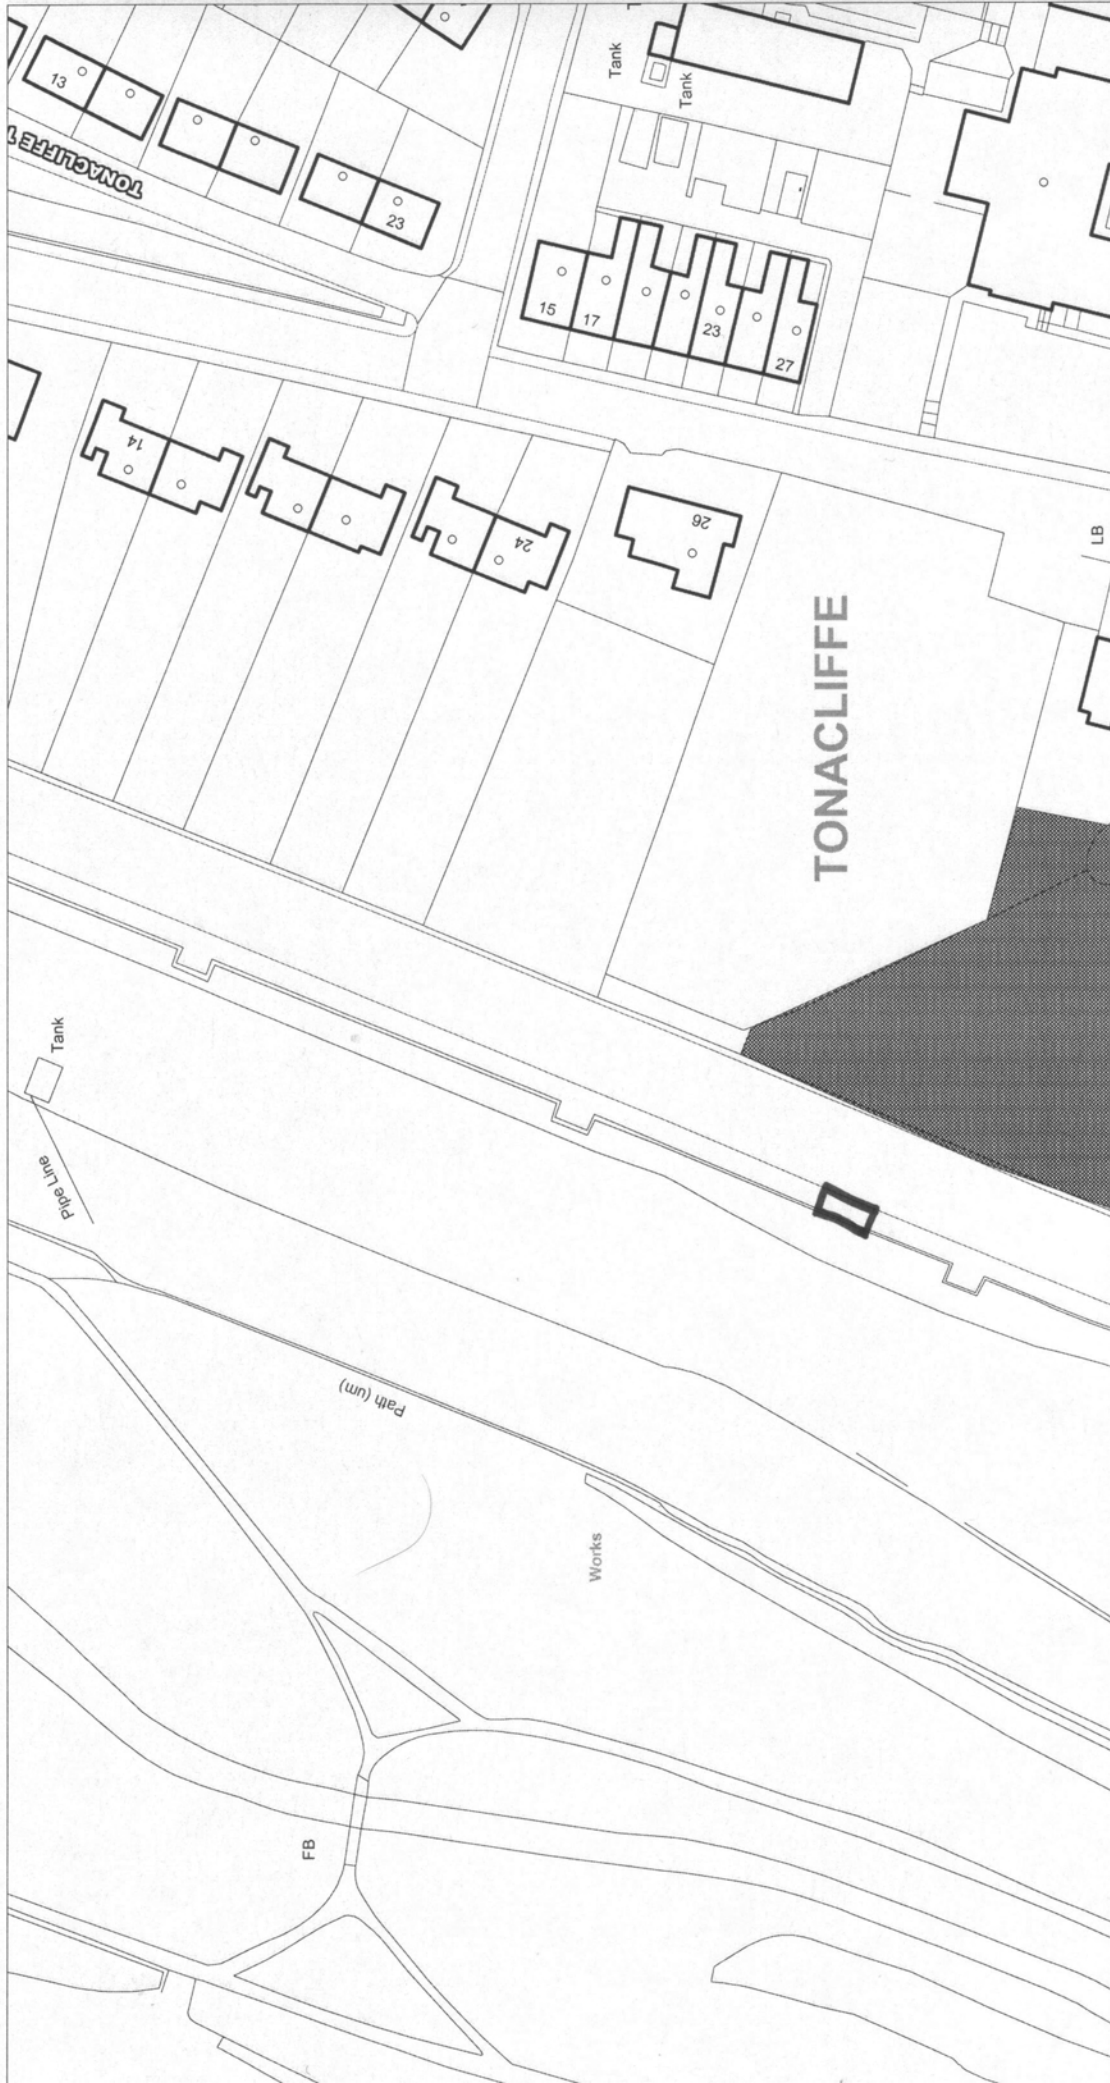 Tank
Tank
13
TONACLIFFE
23
15
17
23
27
14
24
26
LB
TONACLIFFE
Tank
Pipe Line
Path (um)
Works
FB